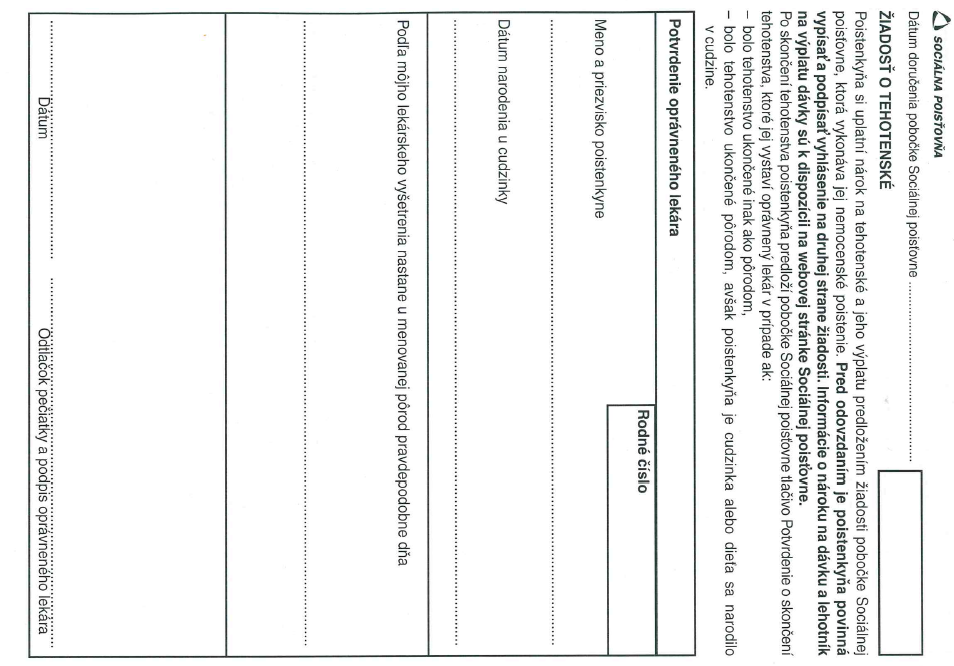 SOCIÁLNA POISŤOVŇA
Dátum doručenia pobočke Sociálnej poisťovne ............................................
ŽIADOSŤ O TEHOTENSKÉ
Poistenkyňa si uplatní nárok na tehotenské a jeho výplatu predložením žiadosti pobočke Sociálnej
poisťovne, ktorá vykonáva jej nemocenské poistenie. Pred odovzdaním je poistenkyňa povinná
vypísať a podpísať vyhlásenie na druhej strane žiadosti. Informácie o nároku na dávku a lehotník
na výplatu dávky sú k dispozícii na webovej stránke Sociálnej poisťovne.
Po skončení tehotenstva poistenkyňa predloží pobočke Sociálnej poisťovne tlačivo Potvrdenie o skončení
tehotenstva, ktoré jej vystaví oprávnený lekár v prípade ak:
– bolo tehotenstvo ukončené inak ako pôrodom,
– bolo tehotenstvo ukončené pôrodom, avšak poistenkyňa je cudzinka alebo dieťa sa narodilo
v cudzine.
Potvrdenie oprávneného lekára
Rodné číslo
Meno a priezvisko poistenkyne
Dátum narodenia u cudzinky
Podľa môjho lekárskeho vyšetrenia nastane u menovanej pôrod pravdepodobne dňa
Dátum
Odtlačok pečiatky a podpis oprávneného lekára